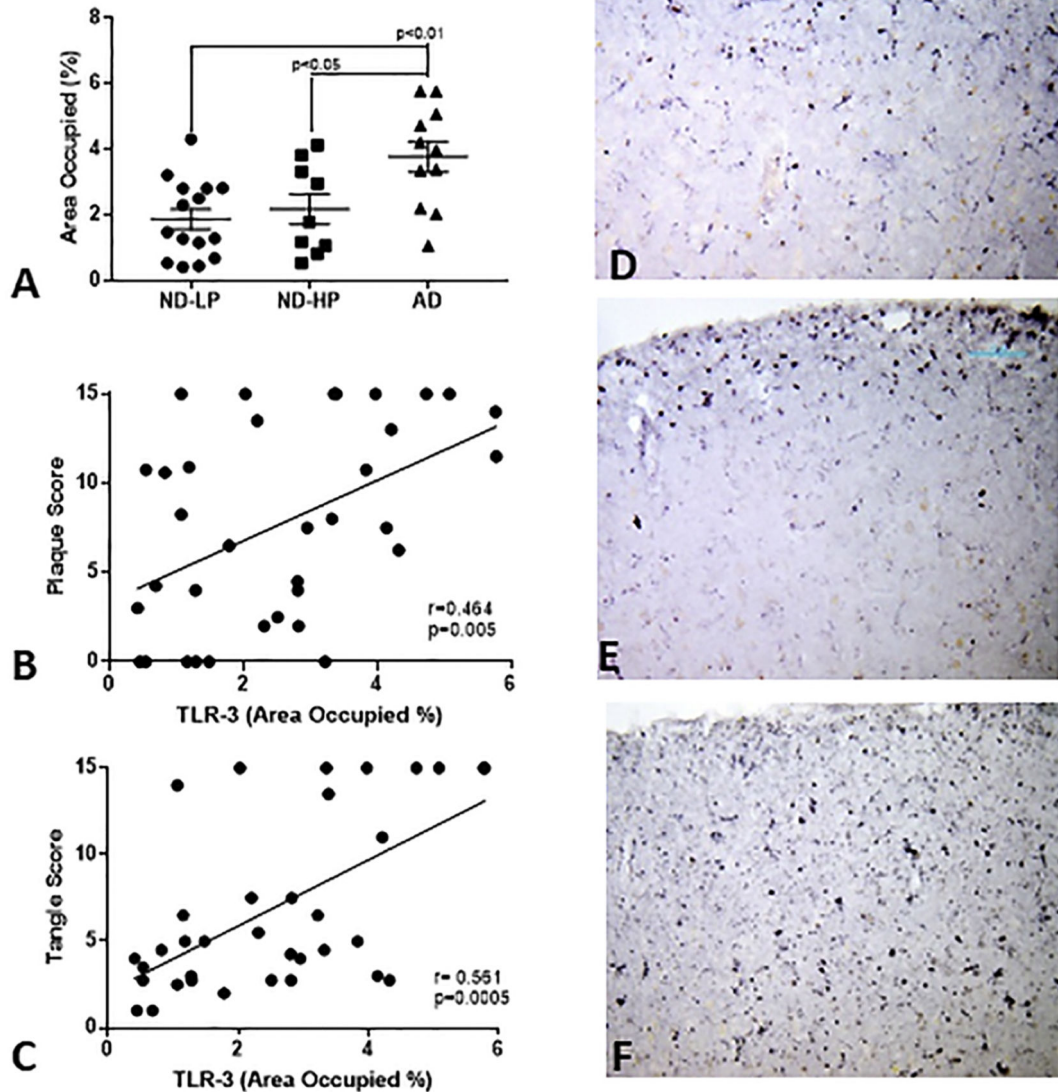 8
6
4
2
0
Area Occupied (%)
p<0.01
p<0.05
ND-LP ND-HP AD
A
15
10
5
0
Plaque Score
r=0.464
p=0.005
0 2 4 6
TLR-3 (Area Occupied %)
B
15
10
5
0
Tangle Score
r= 0.561
p=0.0005
0 2 4 6
TLR-3 (Area Occupied %)
C
D
E
F